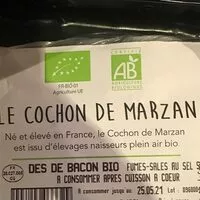 FR-BIO-01
Agriculture UE
AB
AGRICULTURE
BIOLOGIQUE
LE COCHON DE MARZAN
Né et élevé en France, le Cochon de Marzan
est issu d'élevages naisseurs plein air bio
DES DE BACON BIO FUMES-SALES AU SEL S
A CONSOMMER APRES CUISSON A COEUR
A consommer jusqu'au
25.05.21
FR